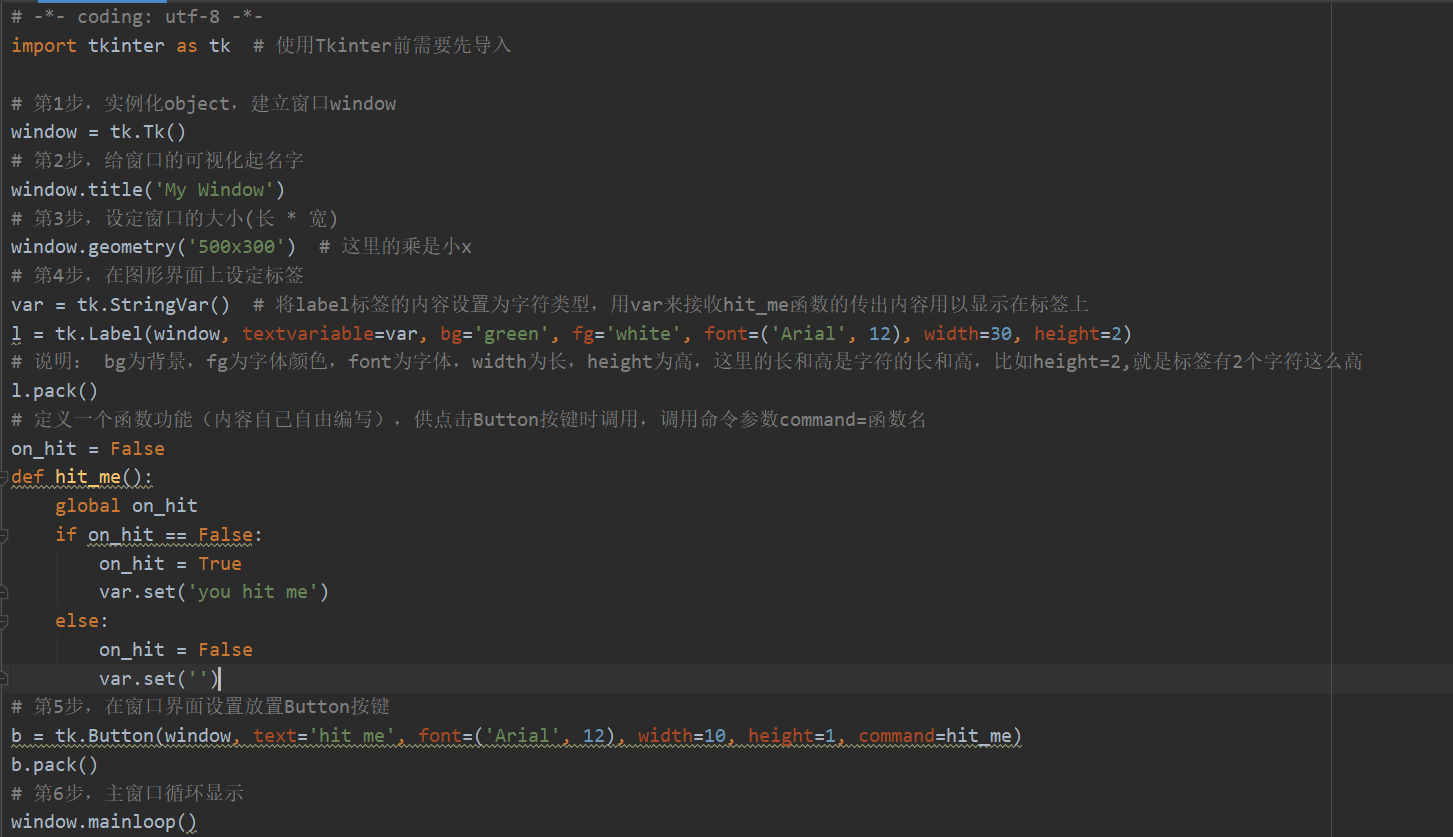 # -*- coding: utf-8 -*-
import tkinter as tk  # 使用Tkinter前需要先导入

# 第1步，实例化object，建立窗口window
window = tk.Tk()
# 第2步，给窗口的可视化起名字
window.title('My Window')
# 第3步，设定窗口的大小(长 * 宽)
window.geometry('500x300')  # 这里的乘是小x
# 第4步，在图形界面上设定标签
var = tk.StringVar()  # 将label标签的内容设置为字符类型，用var来接收hit_me函数的传出内容用以显示在标签上
l = tk.Label(window, textvariable=var, bg='green', fg='white', font=('Arial', 12), width=30, height=2)
# 说明： bg为背景，fg为字体颜色，font为字体，width为长，height为高，这里的长和高是字符的长和高，比如height=2,就是标签有2个字符这么高
l.pack()
# 定义一个函数功能（内容自己自由编写），供点击Button按键时调用，调用命令参数command=函数名
on_hit = False
def hit_me():
    global on_hit
    if on_hit == False:
        on_hit = True
        var.set('you hit me')
    else:
        on_hit = False
        var.set('')
# 第5步，在窗口界面设置放置Button按键
b = tk.Button(window, text='hit me', font=('Arial', 12), width=10, height=1, command=hit_me)
b.pack()
# 第6步，主窗口循环显示
window.mainloop()